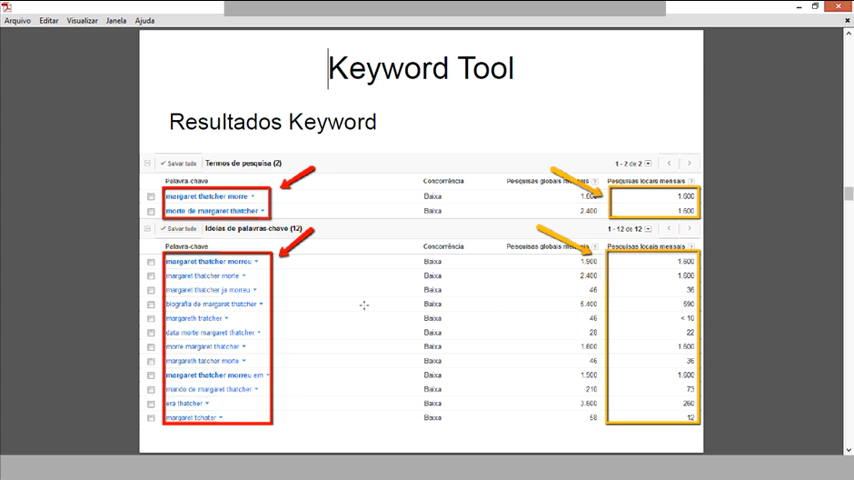 Arquivo Editar Visualizar Janela Ajuda
Keyword Tool
Resultados Keyword
Salvar tudo Termos de pesquisa (2) 1 - 2 de 2
Palavra-chave Concorrência Pesquisas globais mensais Pesquisas locais mensais
margaret thatcher morre Baixa 1.600 1.600
morte de margaret thatcher Baixa 2.400 1.600
Salvar tudo Ideias de palavras-chave (12) 1 - 12 de 12
Palavra-chave Concorrência Pesquisas globais mensais Pesquisas locais mensais
margaret thatcher morreu Baixa 1.900 1.600
margaret thatcher morte Baixa 2.400 1.600
margaret thatcher ja morreu Baixa 46 36
biografia de margaret thatcher Baixa 5.400 590
margareth tratcher Baixa 46 < 10
data morte margaret thatcher Baixa 28 22
morre margaret thatcher Baixa 1.600 1.600
margareth tatcher morte Baixa 46 36
margaret thatcher morreu em Baixa 1.900 1.600
marido de margaret thatcher Baixa 210 73
era thatcher Baixa 3.600 260
margaret tchater Baixa 58 12